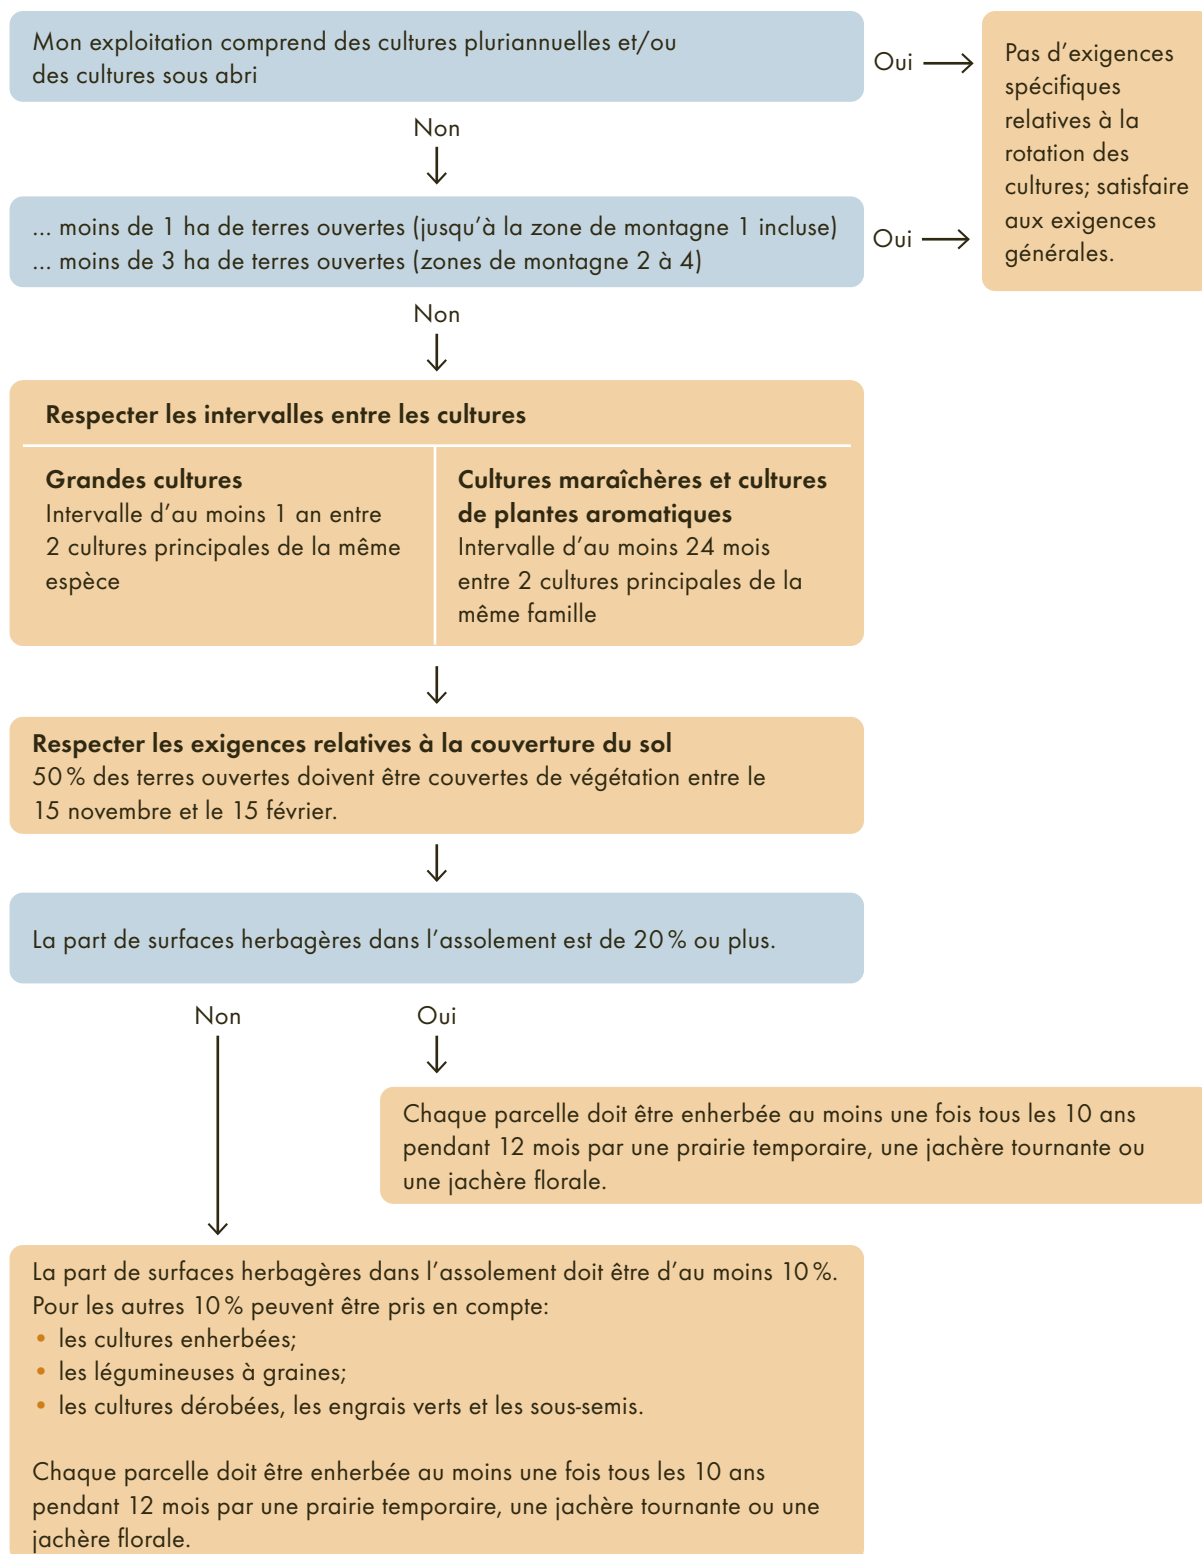 Mon exploitation comprend des cultures pluriannuelles et/ou
des cultures sous abri
Oui
Pas d'exigences
spécifiques
relatives à la
rotation des
cultures; satisfaire
aux exigences
générales.
Non
... moins de 1 ha de terres ouvertes (jusqu'à la zone de montagne 1 incluse)
... moins de 3 ha de terres ouvertes (zones de montagne 2 à 4)
Oui
Non
Respecter les intervalles entre les cultures
Grandes cultures
Intervalle d'au moins 1 an entre
2 cultures principales de la même
espèce
Cultures maraîchères et cultures
de plantes aromatiques
Intervalle d'au moins 24 mois
entre 2 cultures principales de la
même famille
Respecter les exigences relatives à la couverture du sol
50 % des terres ouvertes doivent être couvertes de végétation entre le
15 novembre et le 15 février.
La part de surfaces herbagères dans l'assolement est de 20 % ou plus.
Non
Oui
Chaque parcelle doit être enherbée au moins une fois tous les 10 ans
pendant 12 mois par une prairie temporaire, une jachère tournante ou
une jachère florale.
La part de surfaces herbagères dans l'assolement doit être d'au moins 10 %.
Pour les autres 10 % peuvent être pris en compte:
• les cultures enherbées;
• les légumineuses à graines;
• les cultures dérobées, les engrais verts et les sous-semis.
Chaque parcelle doit être enherbée au moins une fois tous les 10 ans
pendant 12 mois par une prairie temporaire, une jachère tournante ou une
jachère florale.